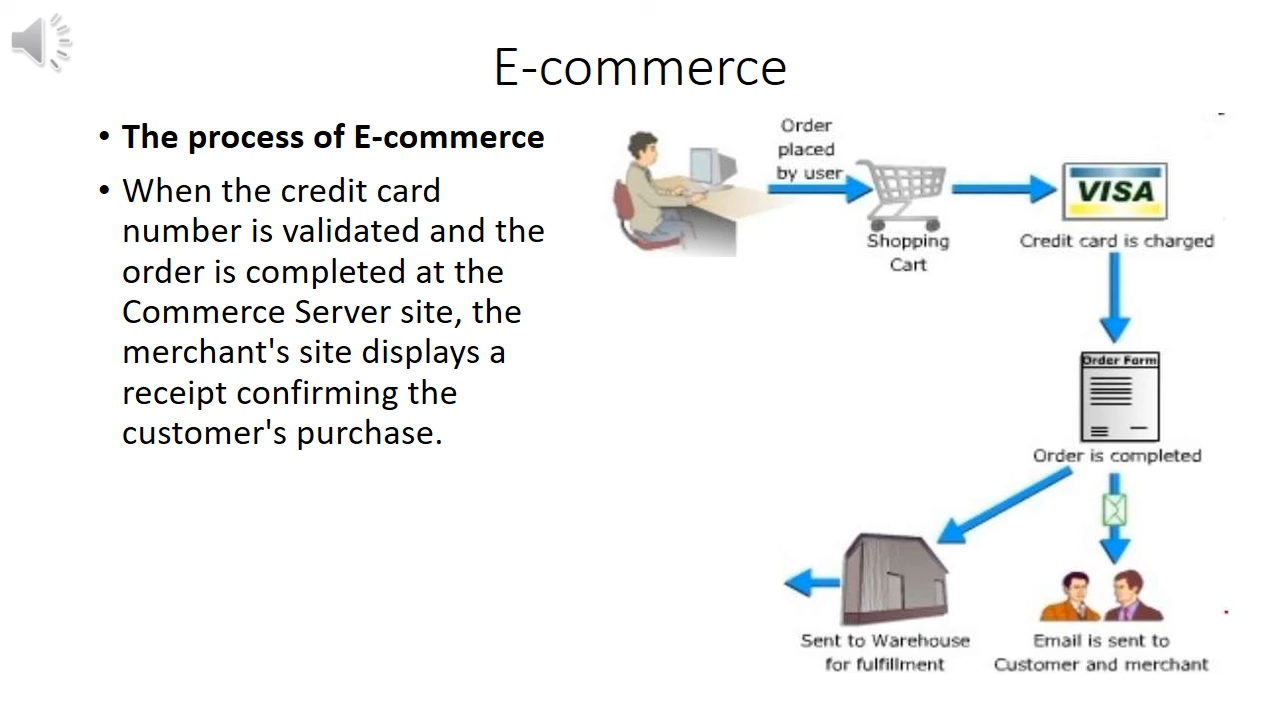 E-commerce
• The process of E-commerce
• When the credit card
number is validated and the
order is completed at the
Commerce Server site, the
merchant's site displays a
receipt confirming the
customer's purchase.
Order
placed
by user
Shopping
Cart
VISA
Credit card is charged
Order Form
Order is completed
Sent to Warehouse
for fulfillment
Email is sent to
Customer and merchant